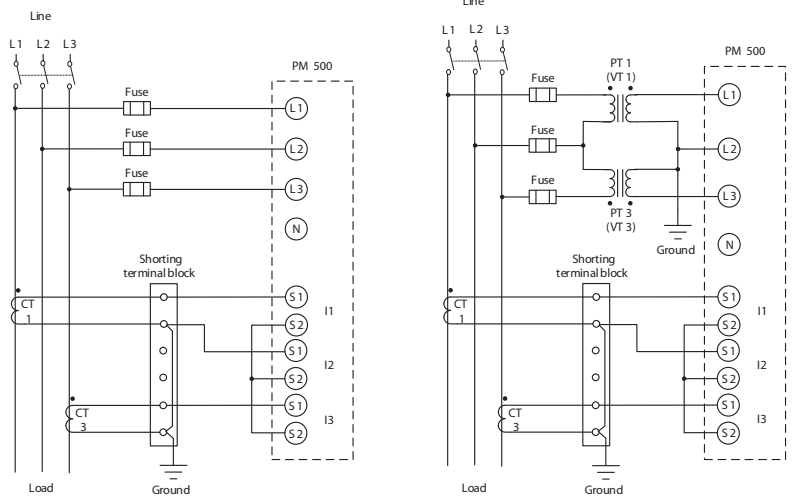 Line
L1 L2 L3
PM 500
Fuse
L1
Fuse
L2
Fuse
L3
N
Shorting
terminal block
S1
CT
1
I1
S2
S1
I2
S2
S1
CT
3
I3
S2
Load
Ground
Line
L1 L2 L3
PM 500
PT 1
(VT 1)
Fuse
L1
Fuse
L2
Fuse
L3
PT 3
(VT 3)
Ground
N
Shorting
terminal block
S1
CT
1
I1
S2
S1
I2
S2
S1
CT
3
I3
S2
Load
Ground